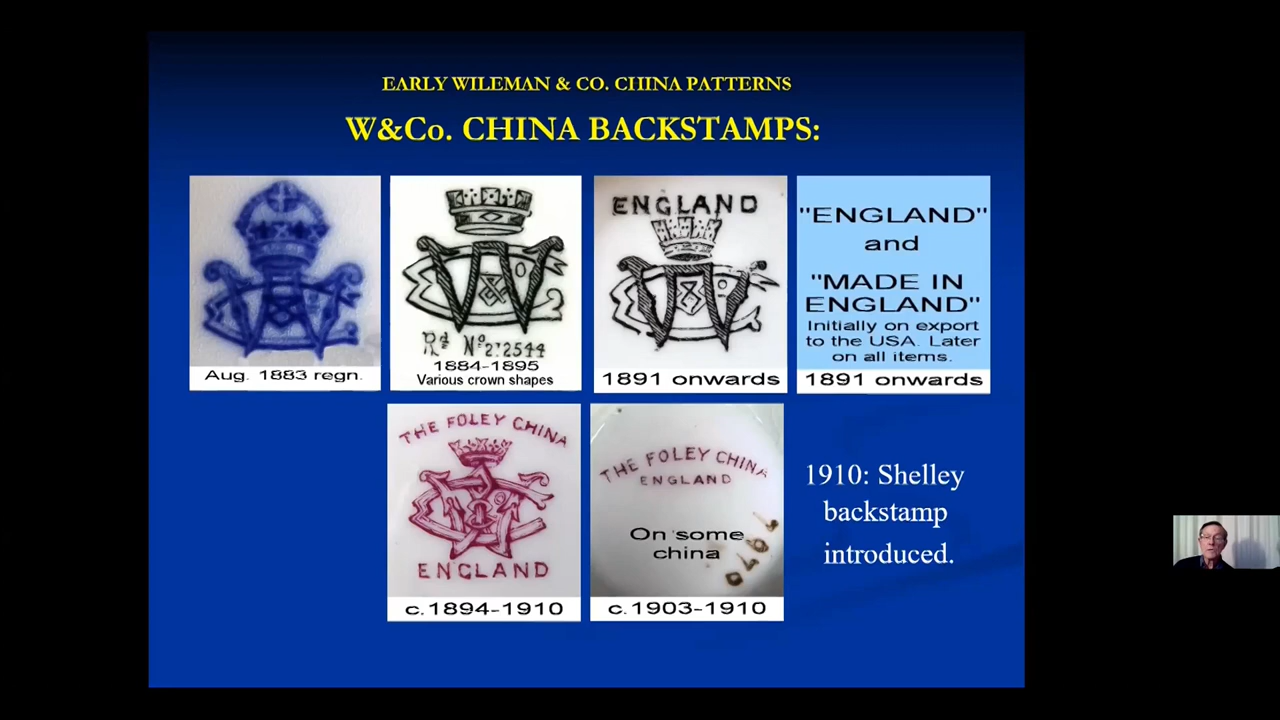 EARLY WILEMAN & CO. CHINA PATTERNS
W&Co. CHINA BACKSTAMPS:
Rd No 272544
Aug. 1883 regn.
1884-1895
Various crown shapes
ENGLAND
1891 onwards
"ENGLAND"
and
"MADE IN
ENGLAND"
Initially on export
to the USA. Later
on all items.
1891 onwards
THE FOLEY CHINA
ENGLAND
c.1894-1910
THE FOLEY CHINA
ENGLAND
On some
china
c.1903-1910
1910: Shelley
backstamp
introduced.